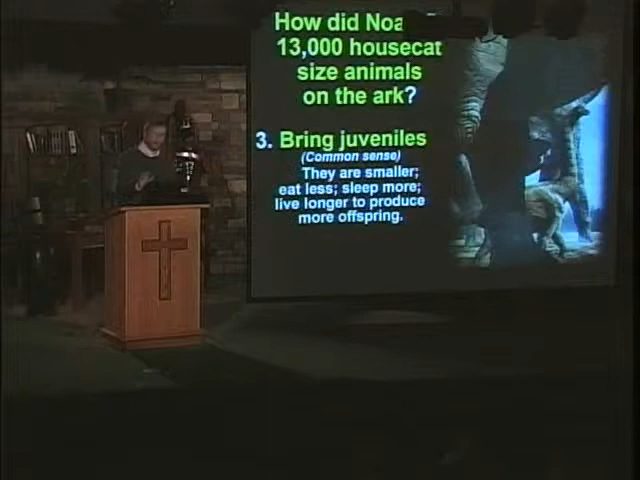 How did Noa
13,000 housecat
size animals
on the ark?
3. Bring juveniles
(Common sense)
They are smaller;
eat less; sleep more;
live longer to produce
more offspring.